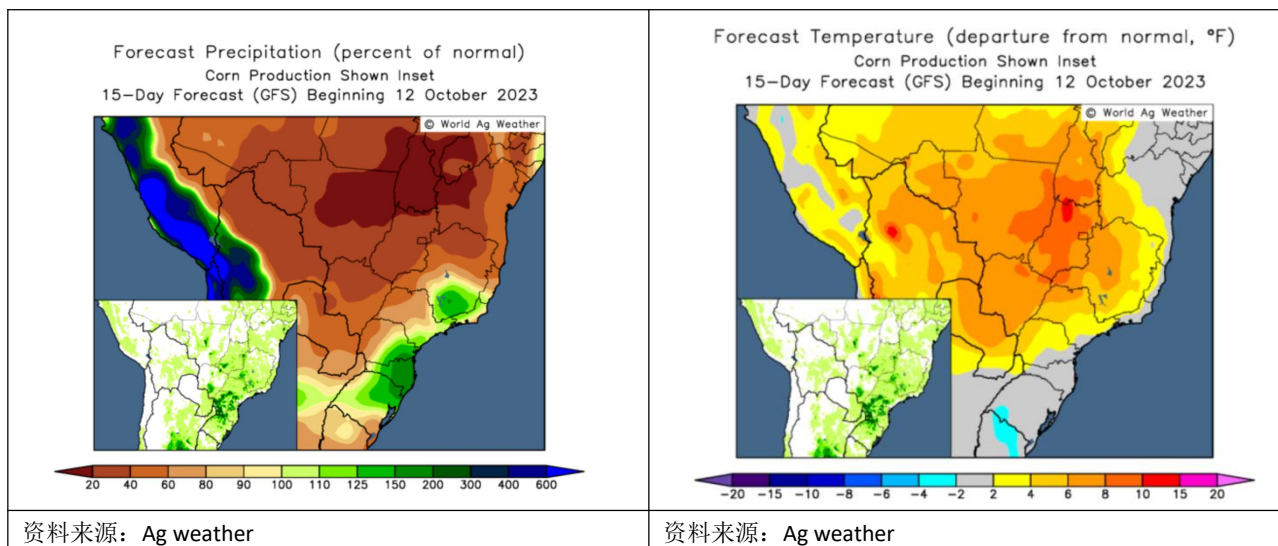 Forecast Precipitation (percent of normal)
Corn Production Shown Inset
15-Day Forecast (GFS) Beginning 12 October 2023
© World Ag Weather
20 40 60 80 90 100 110 125 150 200 300 400 600
资料来源：Ag weather
Forecast Temperature (departure from normal, °F)
Corn Production Shown Inset
15-Day Forecast (GFS) Beginning 12 October 2023
© World Ag Weather
-20 -15 -10 -8 -6 -4 -2 2 4 6 8 10 15 20
资料来源：Ag weather